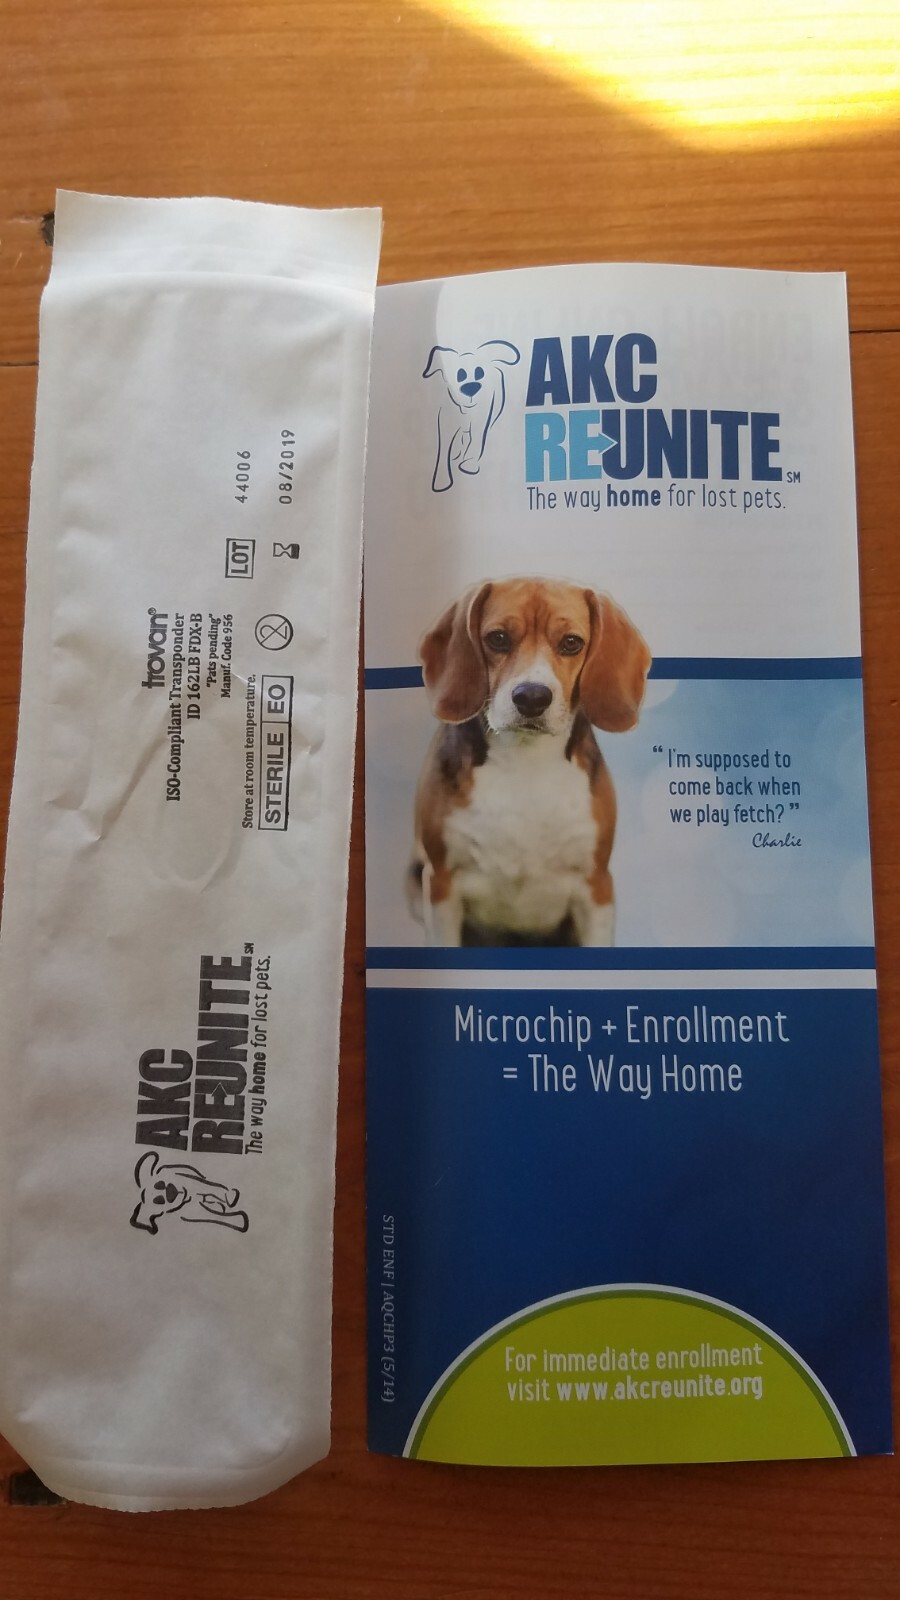 44006
08/2019
LOT
trovan®
ISO-Compliant Transponder
ID 162LB FDX-B
"Pats pending"
Manuf. Code 956
2
Store at room temperature.
STERILE EO
AKC
REUNITE SM
The way home for lost pets.
AKC
REUNITE SM
The way home for lost pets.
“ I'm supposed to
come back when
we play fetch? ”
Charlie
Microchip + Enrollment
= The Way Home
STD ENF | AQCHP3 (5/14)
For immediate enrollment
visit www.akcreunite.org